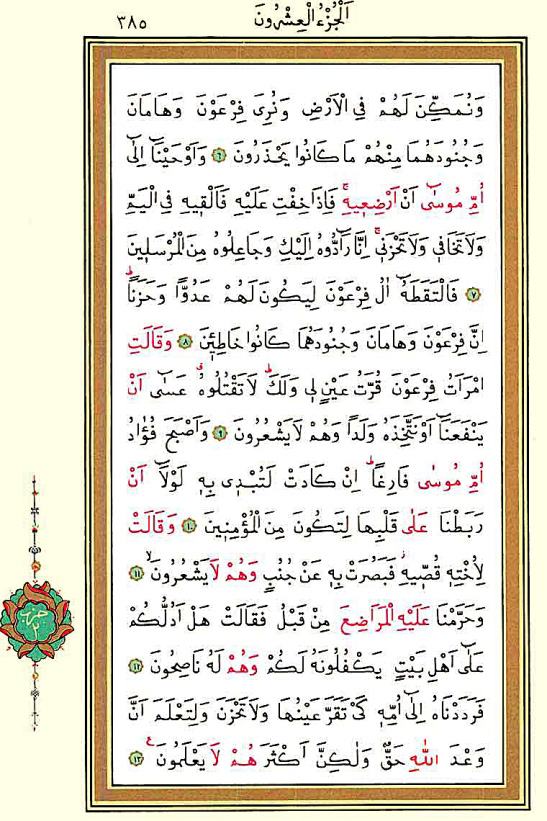 اَلْجُزْءُ الْعِشْرُونَ
٣٨٥
وَنُمَكِّنَ لَهُمْ فِي الْاَرْضِ وَنُرِيَ فِرْعَوْنَ وَهَامَانَ
وَجُنُودَهُمَا مِنْهُمْ مَا كَانُوا يَحْذَرُونَ ﴿٦﴾ وَاَوْحَيْنَٓا اِلٰٓى
اُمِّ مُوسٰٓى اَنْ اَرْضِعٖيهِۚ فَاِذَا خِفْتِ عَلَيْهِ فَاَلْقٖيهِ فِي الْيَمِّ
وَلَا تَخَافٖي وَلَا تَحْزَنٖيۚ اِنَّا رَٓادُّوهُ اِلَيْكِ وَجَاعِلُوهُ مِنَ الْمُرْسَلٖينَ
﴿٧﴾ فَالْتَقَطَهُٓ اٰلُ فِرْعَوْنَ لِيَكُونَ لَهُمْ عَدُوًّا وَحَزَنًاۜ
اِنَّ فِرْعَوْنَ وَهَامَانَ وَجُنُودَهُمَا كَانُوا خَاطِـٖٔينَ ﴿٨﴾ وَقَالَتِ
امْرَاَتُ فِرْعَوْنَ قُرَّتُ عَيْنٍ لٖي وَلَكَۜ لَا تَقْتُلُوهُۗ عَسٰٓى اَنْ
يَنْفَعَنَٓا اَوْ نَتَّخِذَهُ وَلَدًا وَهُمْ لَا يَشْعُرُونَ ﴿٩﴾ وَاَصْبَحَ فُؤٰادُ
اُمِّ مُوسٰى فَارِغًاۜ اِنْ كَادَتْ لَتُبْدٖي بِهٖ لَوْلَٓا اَنْ
رَبَطْنَا عَلٰى قَلْبِهَا لِتَكُونَ مِنَ الْمُؤْمِنٖينَ ﴿١٠﴾ وَقَالَتْ
لِاُخْتِهٖ قُصّٖيهِۘ فَبَصُرَتْ بِهٖ عَنْ جُنُبٍ وَهُمْ لَا يَشْعُرُونَۙ ﴿١١﴾
وَحَرَّمْنَا عَلَيْهِ الْمَرَاضِعَ مِنْ قَبْلُ فَقَالَتْ هَلْ اَدُلُّكُمْ
عَلٰٓى اَهْلِ بَيْتٍ يَكْفُلُونَهُ لَكُمْ وَهُمْ لَهُ نَاصِحُونَ ﴿١٢﴾
فَرَدَدْنَاهُ اِلٰٓى اُمِّهٖ كَيْ تَقَرَّ عَيْنُهَا وَلَا تَحْزَنَ وَلِتَعْلَمَ اَنَّ
وَعْدَ اللّٰهِ حَقٌّ وَلٰكِنَّ اَكْثَرَهُمْ لَا يَعْلَمُونَࣖ ﴿١٣﴾